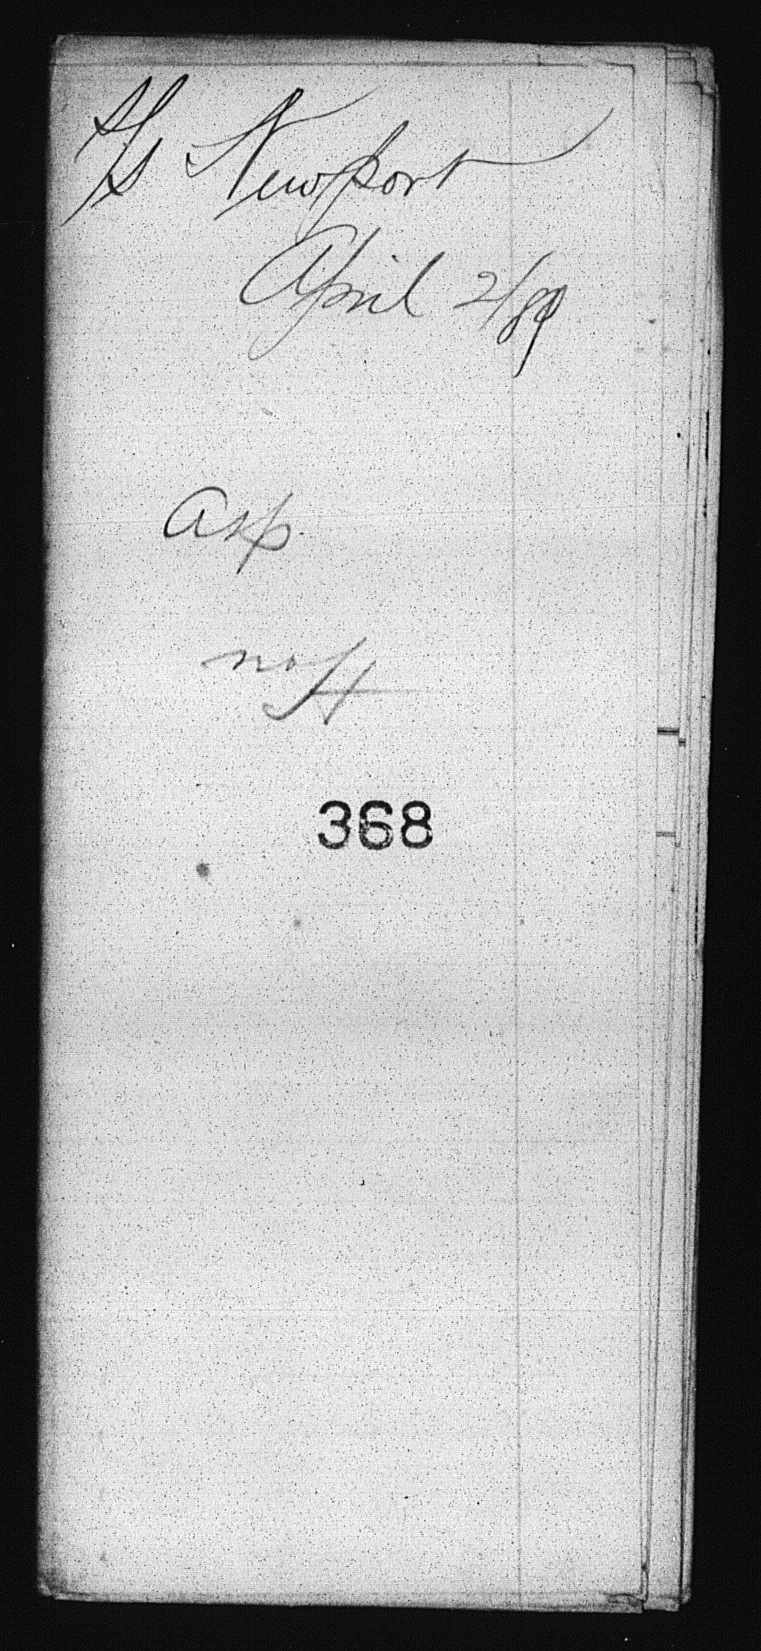 S/S Newport
April 2/89
Asp
no H
368